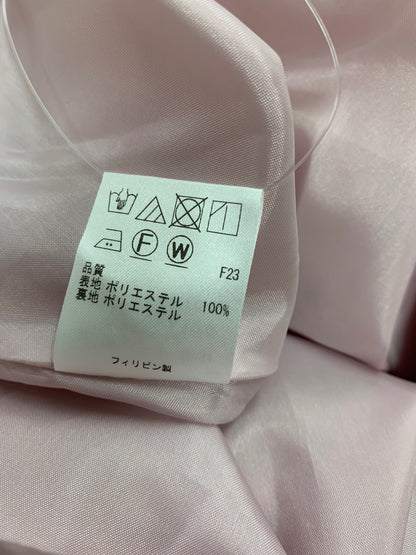 F
W
品質 F23
表地 ポリエステル
裏地 ポリエステル 100%
フィリピン製